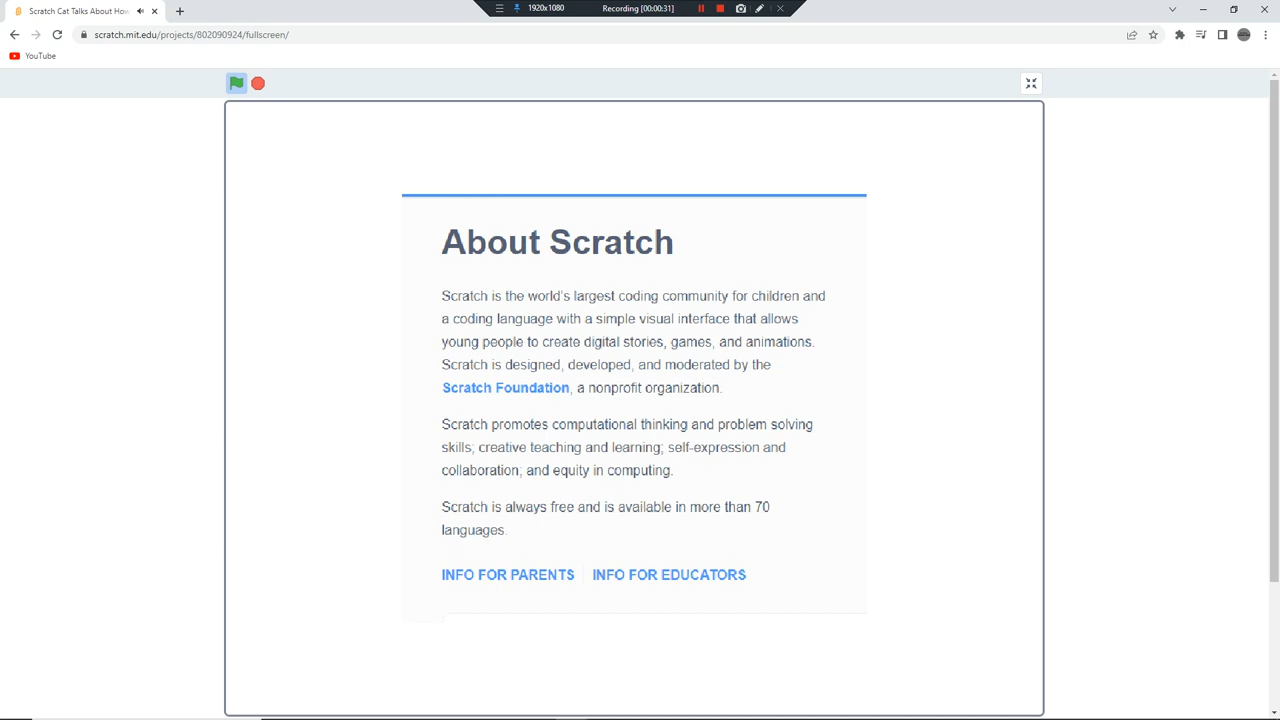 1920x1080
Recording [00:00:31]
Scratch Cat Talks About How
scratch.mit.edu/projects/802090924/fullscreen/
YouTube
About Scratch
Scratch is the world's largest coding community for children and
a coding language with a simple visual interface that allows
young people to create digital stories, games, and animations.
Scratch is designed, developed, and moderated by the
Scratch Foundation, a nonprofit organization.
Scratch promotes computational thinking and problem solving
skills; creative teaching and learning; self-expression and
collaboration; and equity in computing.
Scratch is always free and is available in more than 70
languages.
INFO FOR PARENTS INFO FOR EDUCATORS